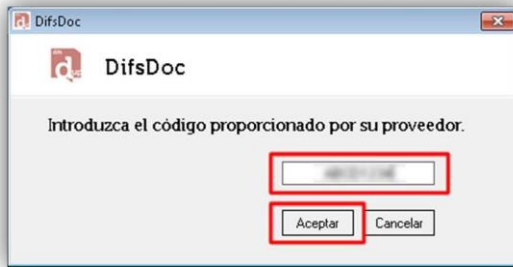 DifsDoc
DifsDoc
Introduzca el código proporcionado por su proveedor.
Aceptar Cancelar